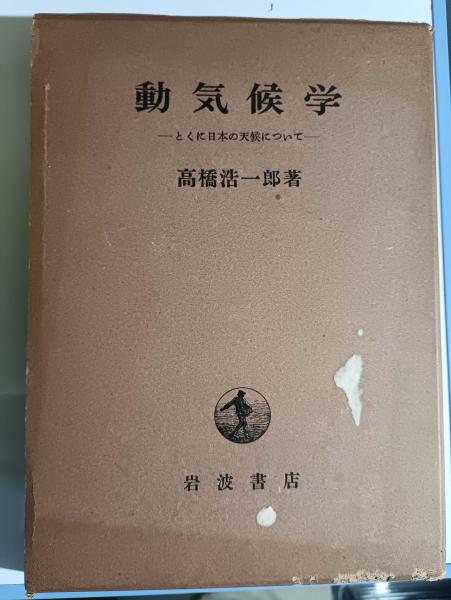 動気候学
―とくに日本の天候について―
高橋浩一郎著
岩波書店